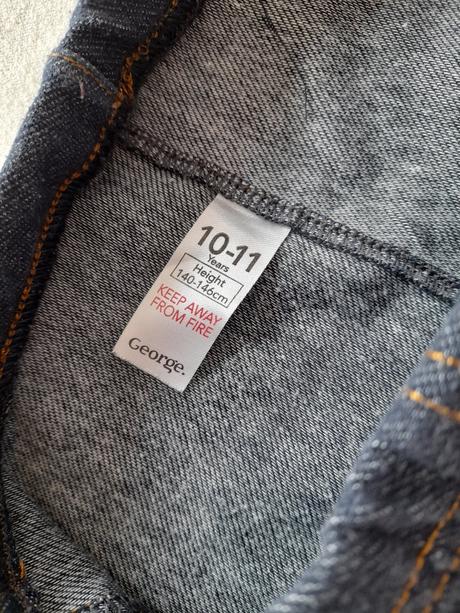 10-11
Years
Height
140-146cm
KEEP AWAY
FROM FIRE
George.